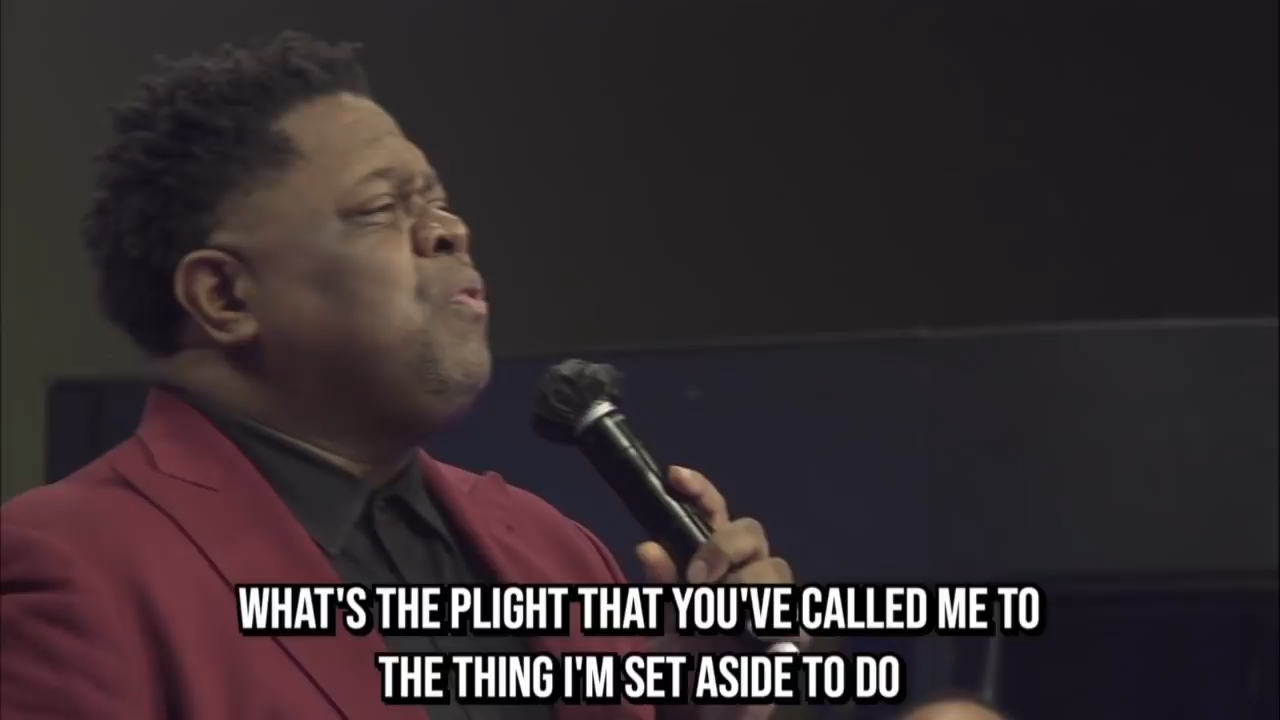 WHAT'S THE PLIGHT THAT YOU'VE CALLED ME TO
THE THING I'M SET ASIDE TO DO